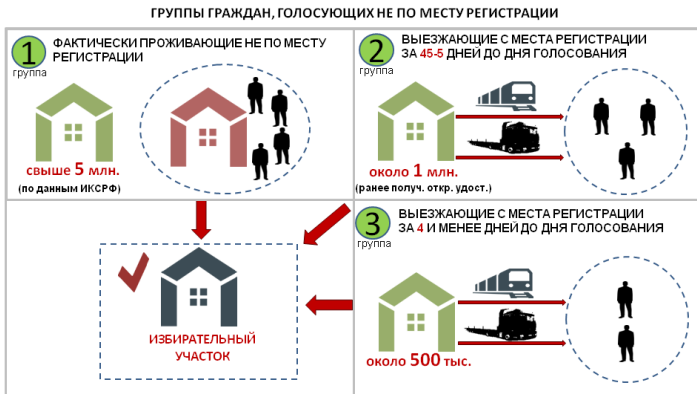 ГРУППЫ ГРАЖДАН, ГОЛОСУЮЩИХ НЕ ПО МЕСТУ РЕГИСТРАЦИИ
1
группа
ФАКТИЧЕСКИ ПРОЖИВАЮЩИЕ НЕ ПО МЕСТУ
РЕГИСТРАЦИИ
свыше 5 млн.
(по данным ИКСРФ)
2
группа
ВЫЕЗЖАЮЩИЕ С МЕСТА РЕГИСТРАЦИИ
ЗА 45-5 ДНЕЙ ДО ДНЯ ГОЛОСОВАНИЯ
около 1 млн.
(ранее получ. откр. удост.)
3
группа
ВЫЕЗЖАЮЩИЕ С МЕСТА РЕГИСТРАЦИИ
ЗА 4 И МЕНЕЕ ДНЕЙ ДО ДНЯ ГОЛОСОВАНИЯ
около 500 тыс.
ИЗБИРАТЕЛЬНЫЙ
УЧАСТОК